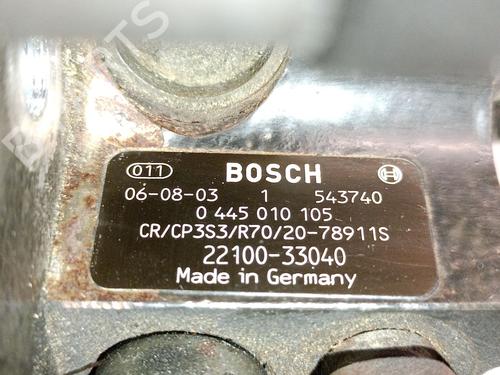 011 BOSCH
06-08-03 1 543740
0 445 010 105
CR/CP3S3/R70/20-78911S
22100-33040
Made in Germany